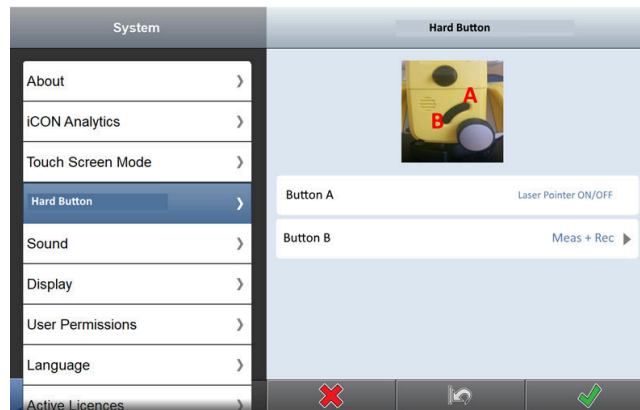 System
About
iCON Analytics
Touch Screen Mode
Hard Button
Sound
Display
User Permissions
Language
Active Licences
Hard Button
A
B
Button A Laser Pointer ON/OFF
Button B Meas + Rec